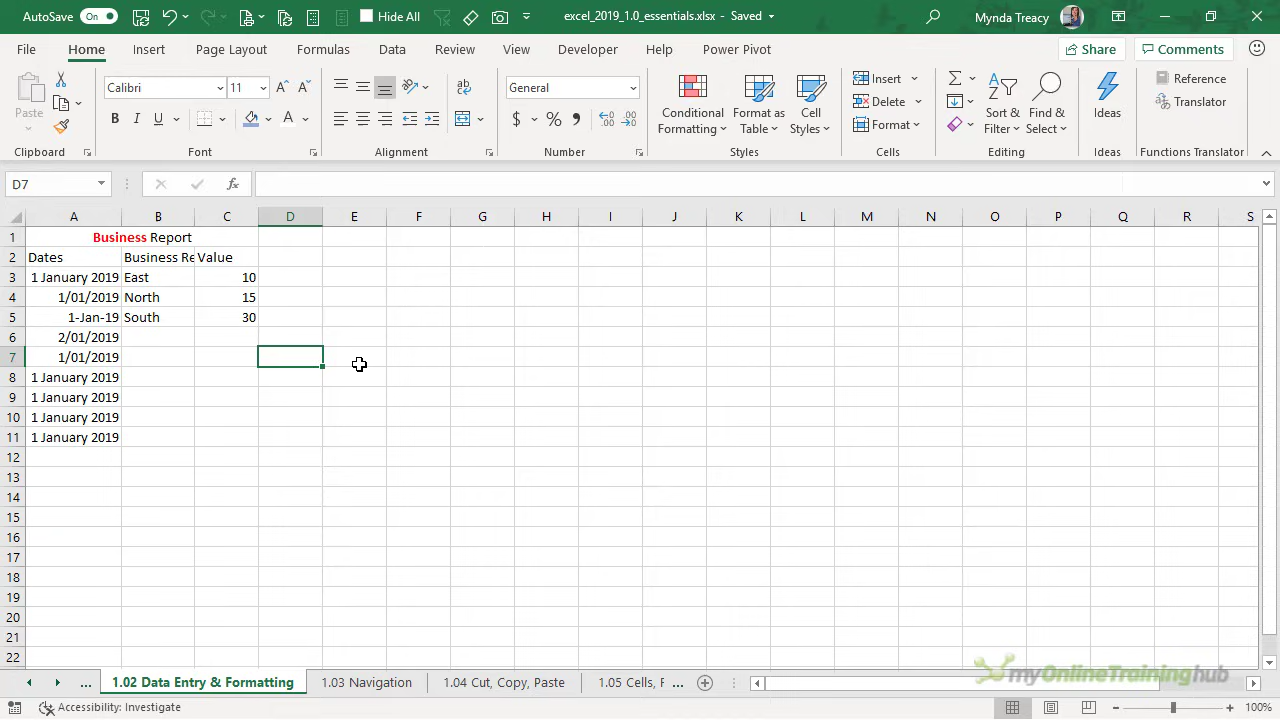 AutoSave On Hide All excel_2019_1.0_essentials.xlsx - Saved Mynda Treacy
File Home Insert Page Layout Formulas Data Review View Developer Help Power Pivot Share Comments
Paste
Clipboard
Calibri 11
B I U A
Font
Alignment
General
$ % ,
Number
Conditional Formatting
Format as Table
Cell Styles
Styles
Insert
Delete
Format
Cells
Sort & Filter
Find & Select
Editing
Ideas
Ideas
Reference
Translator
Functions Translator
D7 fx
A B C D E F G H I J K L M N O P Q R S
1 Business Report
2 Dates Business Re Value
3 1 January 2019 East 10
4 1/01/2019 North 15
5 1-Jan-19 South 30
6 2/01/2019
7 1/01/2019
8 1 January 2019
9 1 January 2019
10 1 January 2019
11 1 January 2019
12
13
14
15
16
17
18
19
20
21
22
... 1.02 Data Entry & Formatting 1.03 Navigation 1.04 Cut, Copy, Paste 1.05 Cells, F ...
myOnlineTraininghub
Accessibility: Investigate 100%